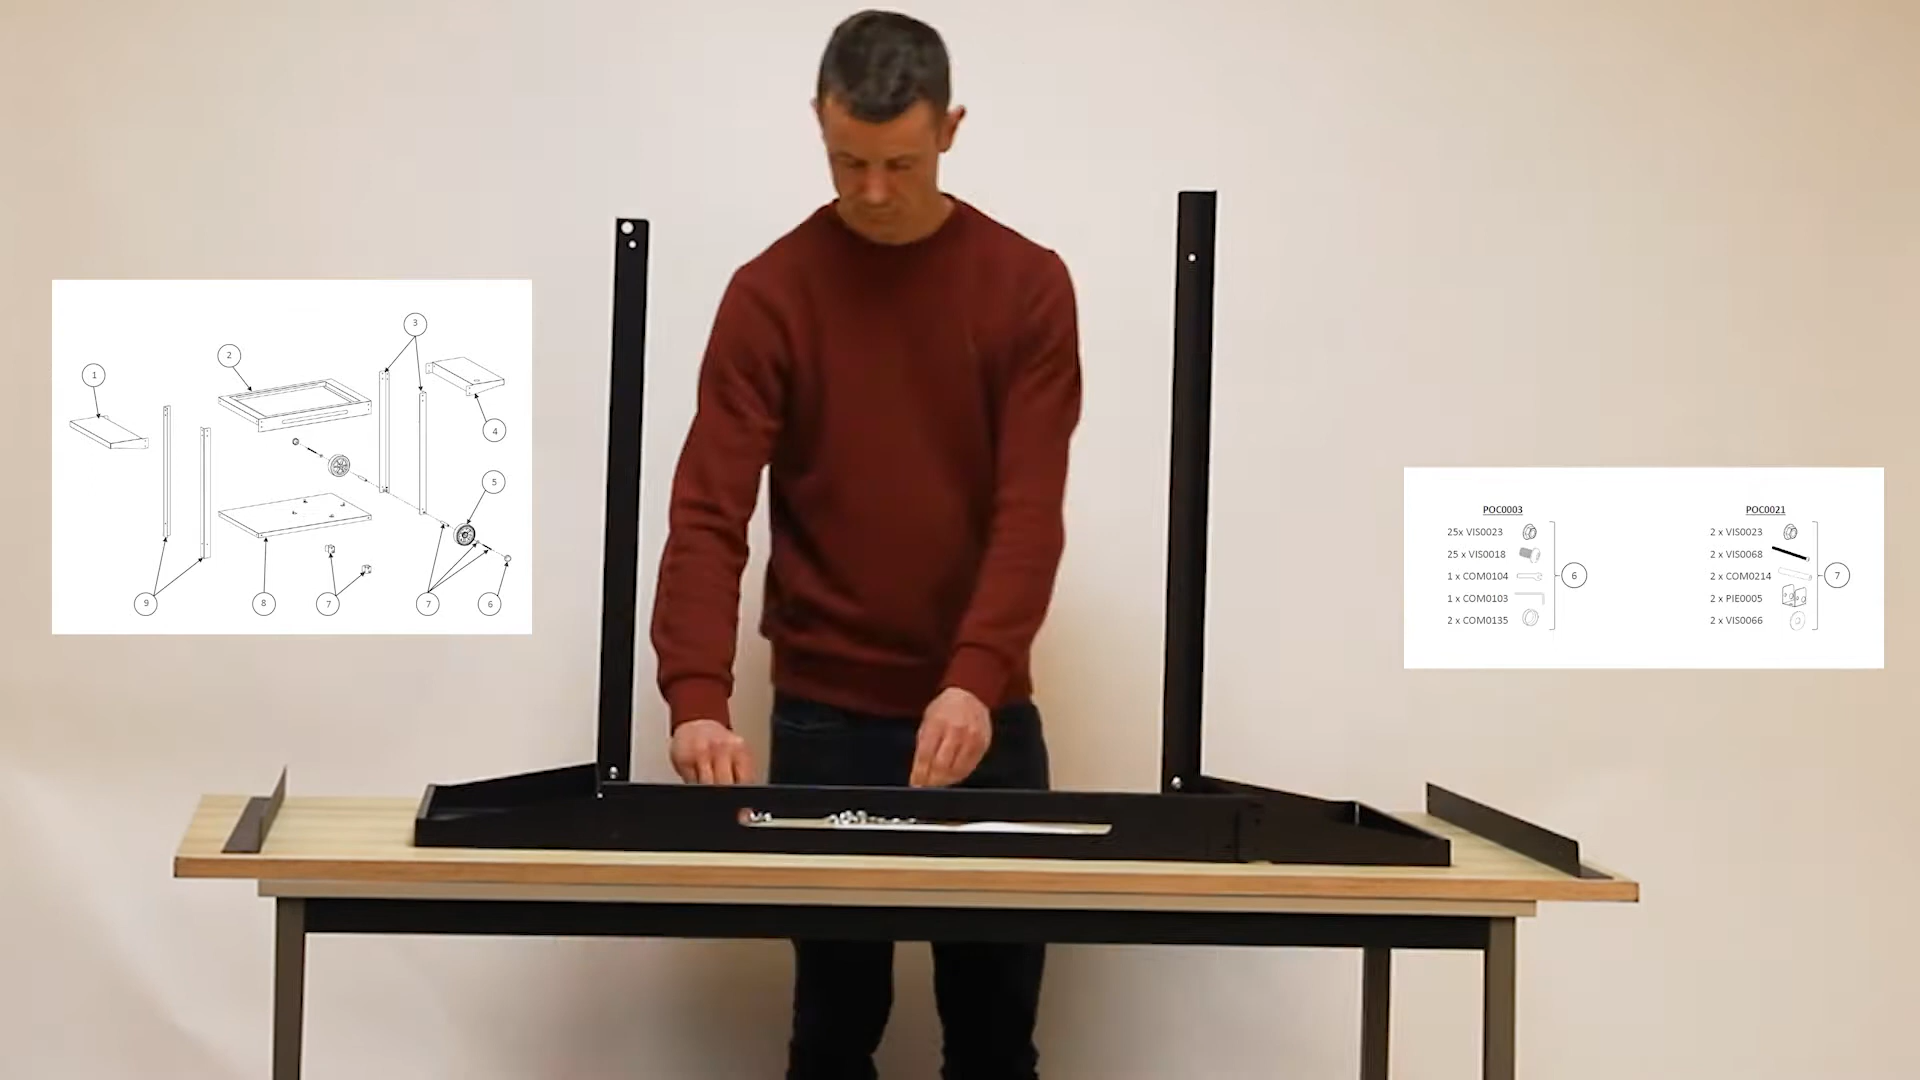 3
2
1
4
5
9
8
7
7
6
POC0003
25x VIS0023
25 x VIS0018
1 x COM0104
1 x COM0103
2 x COM0135
6
POC0021
2 x VIS0023
2 x VIS0068
2 x COM0214
2 x PIE0005
2 x VIS0066
7